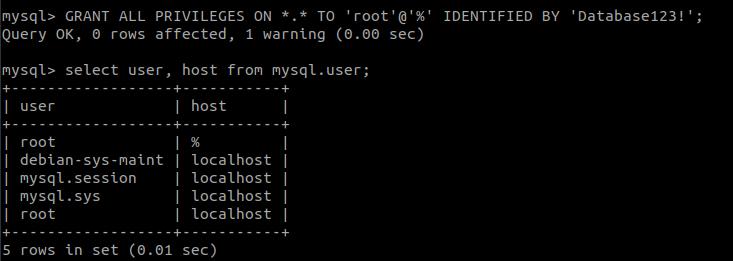 mysql> GRANT ALL PRIVILEGES ON *.* TO 'root'@'%' IDENTIFIED BY 'Database123!';
Query OK, 0 rows affected, 1 warning (0.00 sec)

mysql> select user, host from mysql.user;
+------------------+-----------+
| user             | host      |
+------------------+-----------+
| root             | %         |
| debian-sys-maint | localhost |
| mysql.session    | localhost |
| mysql.sys        | localhost |
| root             | localhost |
+------------------+-----------+
5 rows in set (0.01 sec)